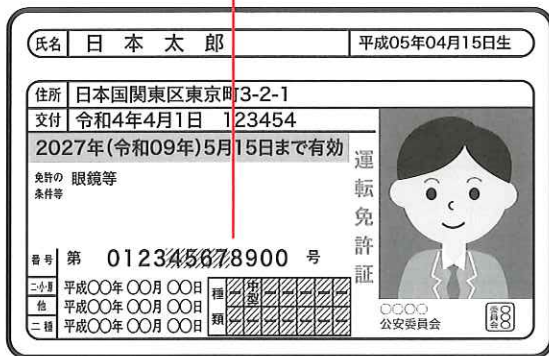 氏名 日本太郎 平成05年04月15日生
住所 日本国関東区東京町3-2-1
交付 令和4年4月1日 123454
2027年(令和09年)5月15日まで有効
免許の条件等 眼鏡等
運転免許証
番号 第 012345678900 号
二・小・原 平成〇〇年〇〇月〇〇日
他 平成〇〇年〇〇月〇〇日
二種 平成〇〇年〇〇月〇〇日
種類 中型
〇〇〇〇
公安委員会